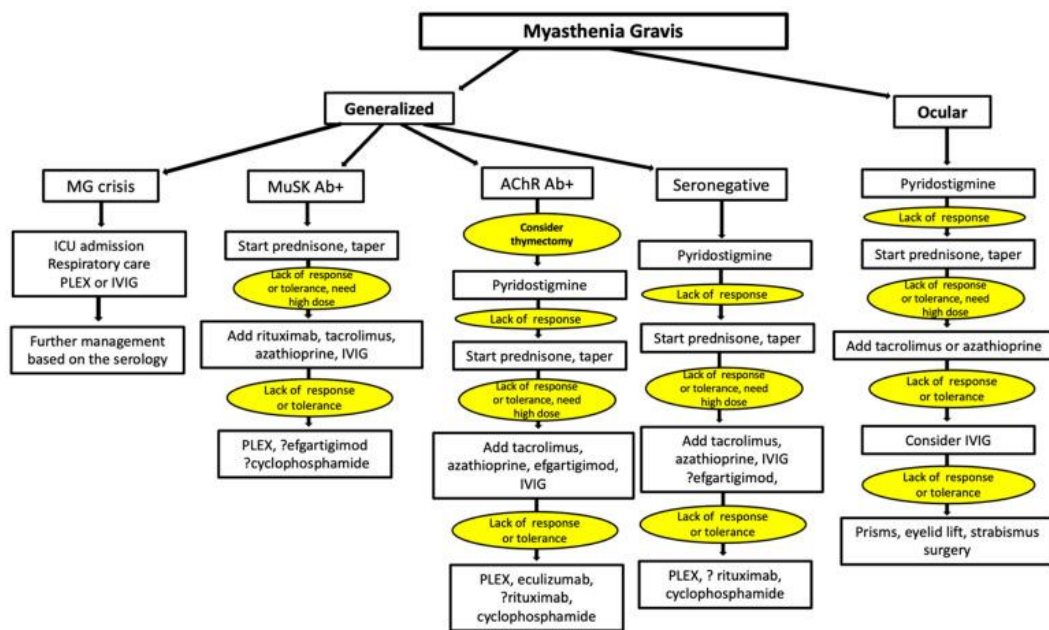 Myasthenia Gravis
Generalized
Ocular
MG crisis
ICU admission
Respiratory care
PLEX or IVIG
Further management
based on the serology
MuSK Ab+
Start prednisone, taper
Lack of response
or tolerance, need
high dose
Add rituximab, tacrolimus,
azathioprine, IVIG
Lack of response
or tolerance
PLEX, ?efgartigimod
?cyclophosphamide
AChR Ab+
Consider
thymectomy
Pyridostigmine
Lack of response
Start prednisone, taper
Lack of response
or tolerance, need
high dose
Add tacrolimus,
azathioprine, efgartigimod,
IVIG
Lack of response
or tolerance
PLEX, eculizumab,
?rituximab,
cyclophosphamide
Seronegative
Pyridostigmine
Lack of response
Start prednisone, taper
Lack of response
or tolerance, need
high dose
Add tacrolimus,
azathioprine, IVIG
?efgartigimod,
Lack of response
or tolerance
PLEX, ? rituximab,
cyclophosphamide
Pyridostigmine
Lack of response
Start prednisone, taper
Lack of response
or tolerance, need
high dose
Add tacrolimus or azathioprine
Lack of response
or tolerance
Consider IVIG
Lack of response
or tolerance
Prisms, eyelid lift, strabismus
surgery